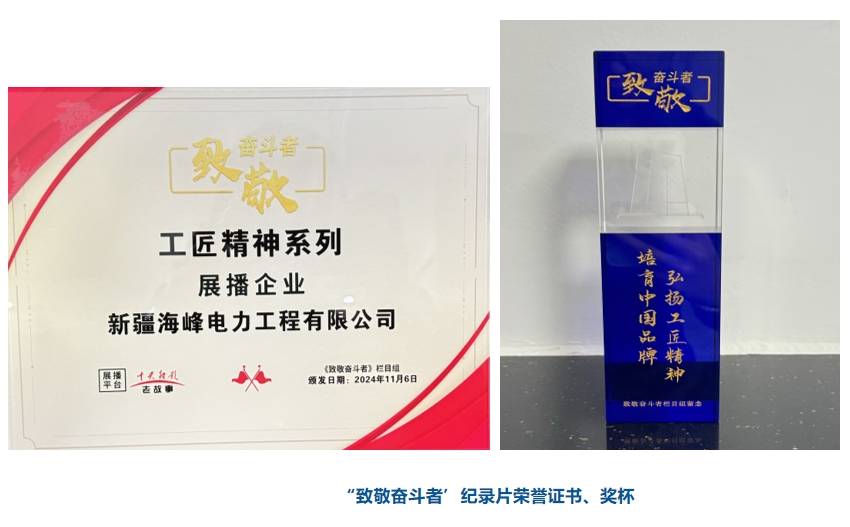 致敬 奋斗者
工匠精神系列
展播企业
新疆海峰电力工程有限公司
展播
平台
老故事
《致敬奋斗者》栏目组
颁发日期：2024年11月6日
致敬 奋斗者
弘扬工匠精神
培育中国品牌
致敬奋斗者栏目组留念
“致敬奋斗者’纪录片荣誉证书、奖杯